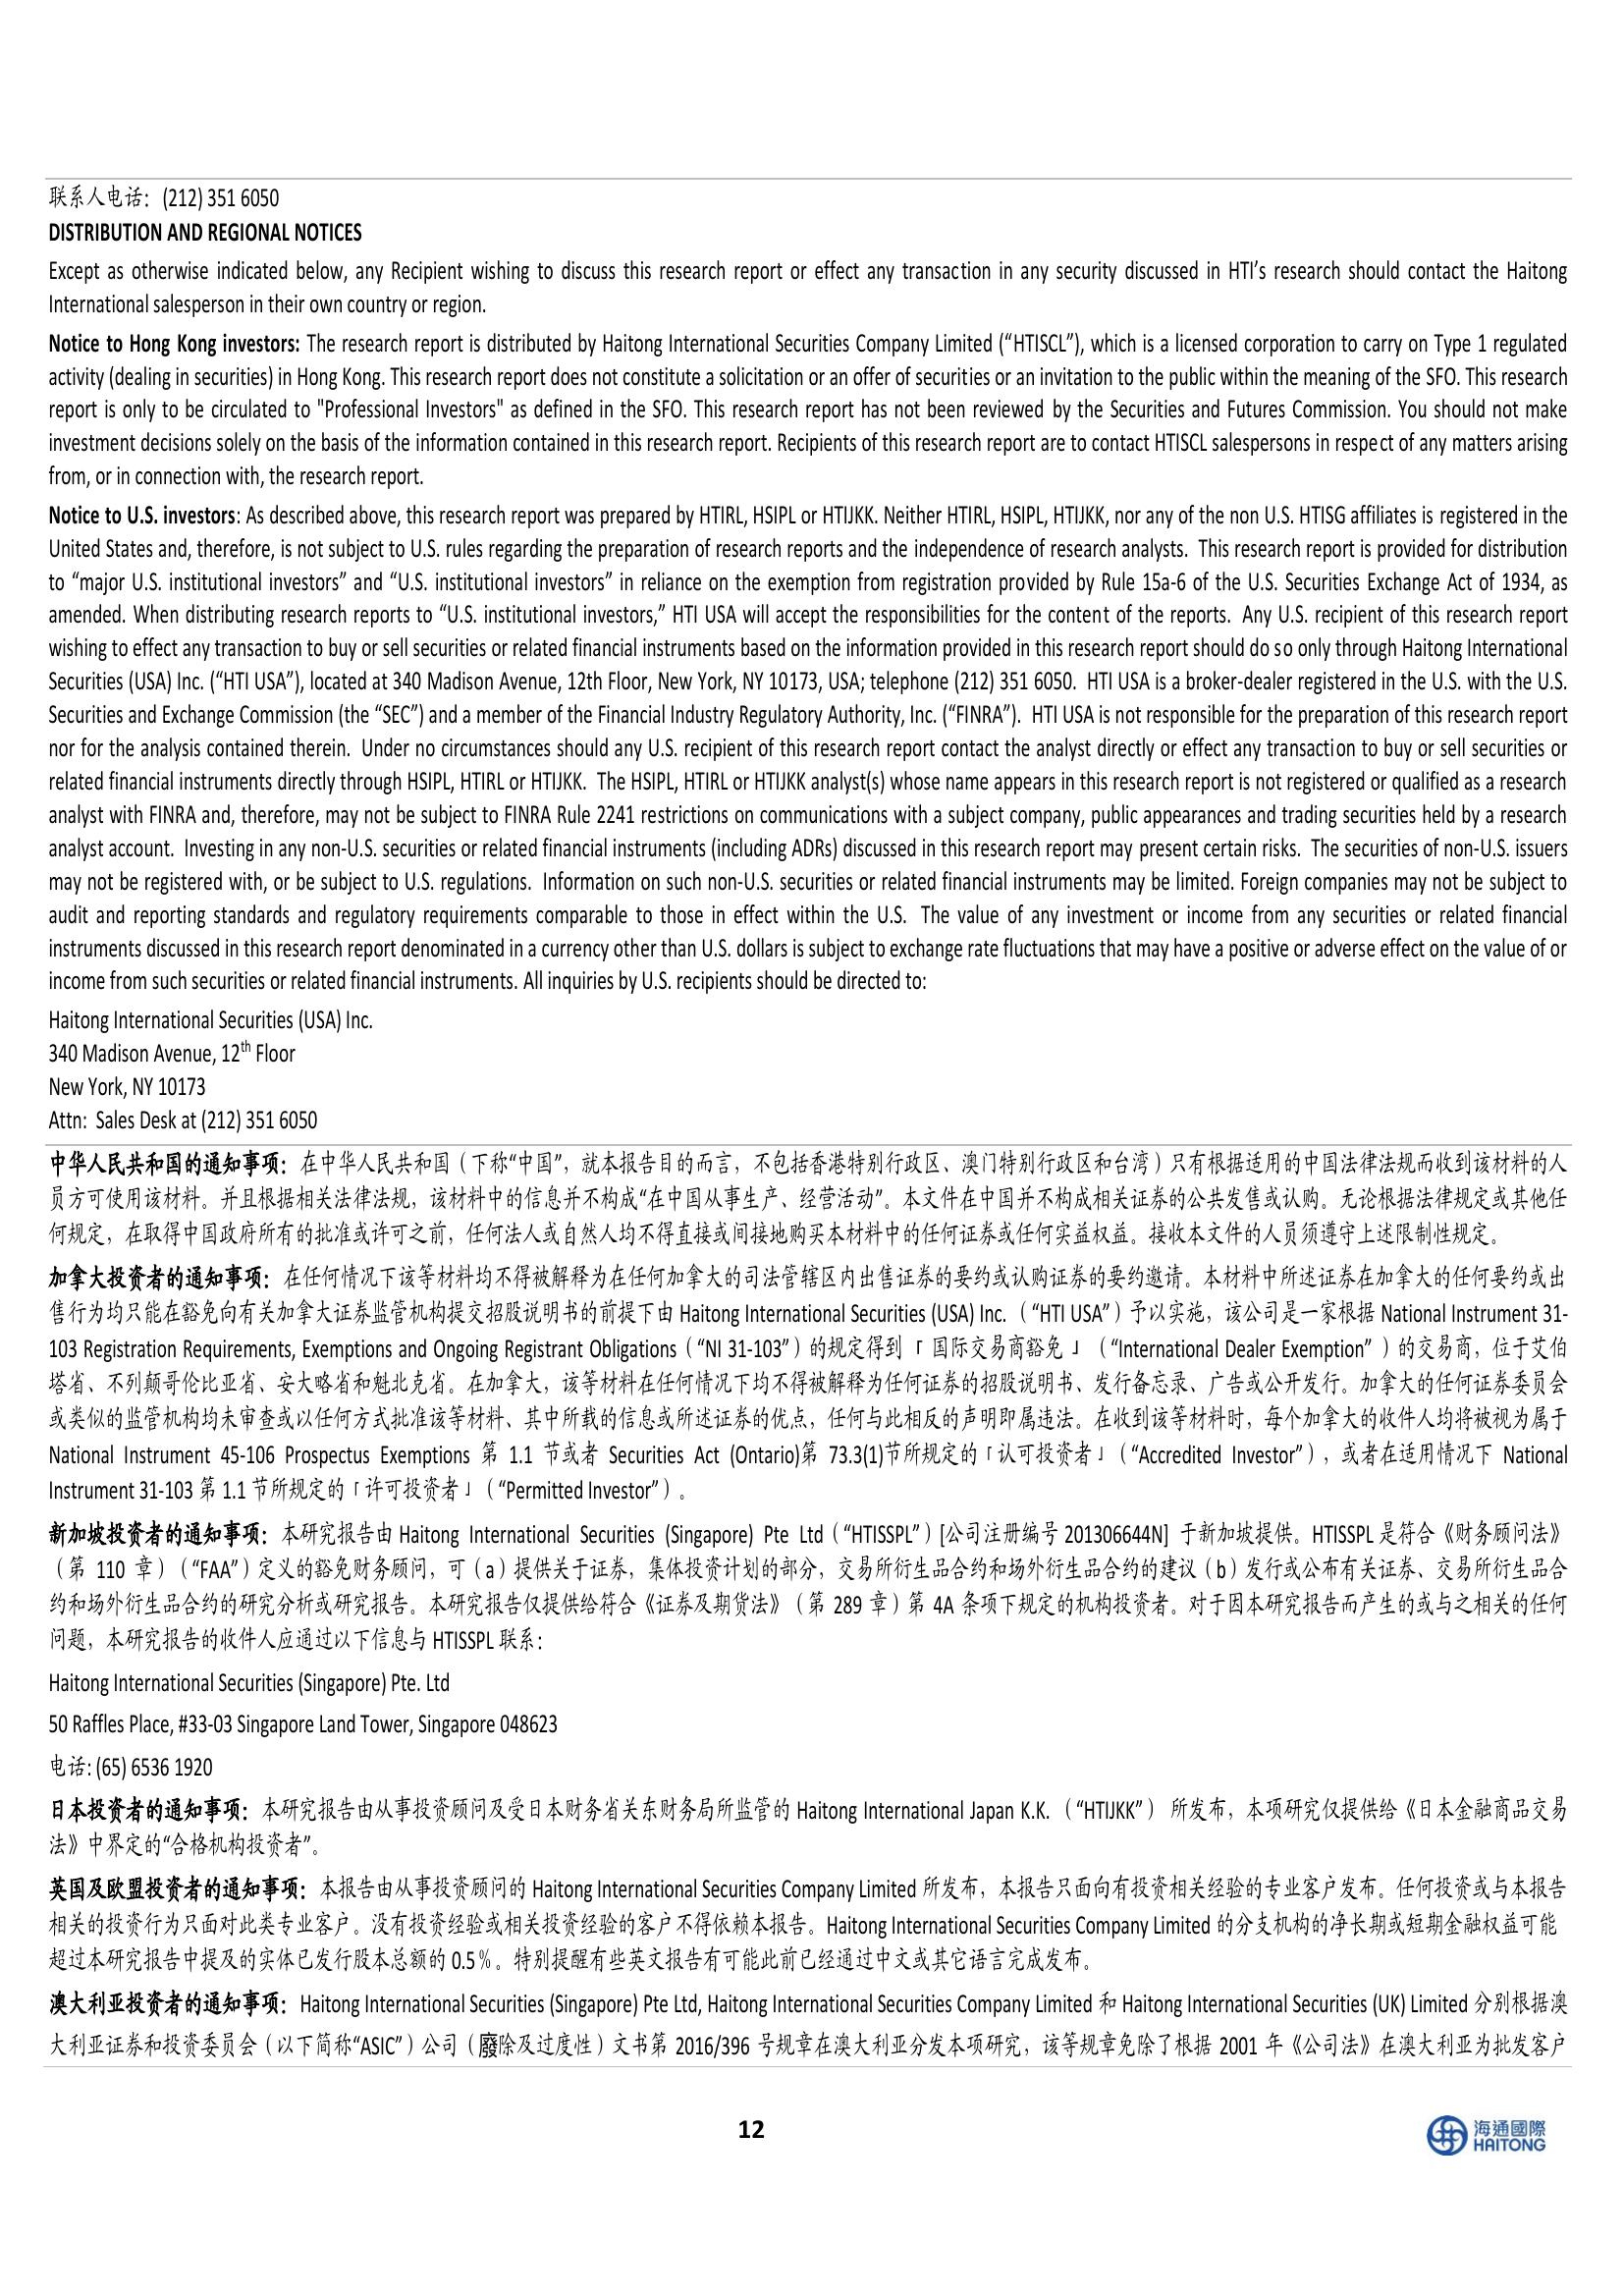 联系人电话：(212) 351 6050
DISTRIBUTION AND REGIONAL NOTICES
Except as otherwise indicated below, any Recipient wishing to discuss this research report or effect any transaction in any security discussed in HTI’s research should contact the Haitong
International salesperson in their own country or region.
Notice to Hong Kong investors: The research report is distributed by Haitong International Securities Company Limited (“HTISCL”), which is a licensed corporation to carry on Type 1 regulated
activity (dealing in securities) in Hong Kong. This research report does not constitute a solicitation or an offer of securities or an invitation to the public within the meaning of the SFO. This research
report is only to be circulated to "Professional Investors" as defined in the SFO. This research report has not been reviewed by the Securities and Futures Commission. You should not make
investment decisions solely on the basis of the information contained in this research report. Recipients of this research report are to contact HTISCL salespersons in respect of any matters arising
from, or in connection with, the research report.
Notice to U.S. investors: As described above, this research report was prepared by HTIRL, HSIPL or HTIJKK. Neither HTIRL, HSIPL, HTIJKK, nor any of the non U.S. HTISG affiliates is registered in the
United States and, therefore, is not subject to U.S. rules regarding the preparation of research reports and the independence of research analysts. This research report is provided for distribution
to “major U.S. institutional investors” and “U.S. institutional investors” in reliance on the exemption from registration provided by Rule 15a-6 of the U.S. Securities Exchange Act of 1934, as
amended. When distributing research reports to “U.S. institutional investors,” HTI USA will accept the responsibilities for the content of the reports. Any U.S. recipient of this research report
wishing to effect any transaction to buy or sell securities or related financial instruments based on the information provided in this research report should do so only through Haitong International
Securities (USA) Inc. (“HTI USA”), located at 340 Madison Avenue, 12th Floor, New York, NY 10173, USA; telephone (212) 351 6050. HTI USA is a broker-dealer registered in the U.S. with the U.S.
Securities and Exchange Commission (the “SEC”) and a member of the Financial Industry Regulatory Authority, Inc. (“FINRA”). HTI USA is not responsible for the preparation of this research report
nor for the analysis contained therein. Under no circumstances should any U.S. recipient of this research report contact the analyst directly or effect any transaction to buy or sell securities or
related financial instruments directly through HSIPL, HTIRL or HTIJKK. The HSIPL, HTIRL or HTIJKK analyst(s) whose name appears in this research report is not registered or qualified as a research
analyst with FINRA and, therefore, may not be subject to FINRA Rule 2241 restrictions on communications with a subject company, public appearances and trading securities held by a research
analyst account. Investing in any non-U.S. securities or related financial instruments (including ADRs) discussed in this research report may present certain risks. The securities of non-U.S. issuers
may not be registered with, or be subject to U.S. regulations. Information on such non-U.S. securities or related financial instruments may be limited. Foreign companies may not be subject to
audit and reporting standards and regulatory requirements comparable to those in effect within the U.S. The value of any investment or income from any securities or related financial
instruments discussed in this research report denominated in a currency other than U.S. dollars is subject to exchange rate fluctuations that may have a positive or adverse effect on the value of or
income from such securities or related financial instruments. All inquiries by U.S. recipients should be directed to:
Haitong International Securities (USA) Inc.
340 Madison Avenue, 12th Floor
New York, NY 10173
Attn: Sales Desk at (212) 351 6050
中华人民共和国的通知事项：在中华人民共和国（下称“中国”，就本报告目的而言，不包括香港特别行政区、澳门特别行政区和台湾）只有根据适用的中国法律法规而收到该材料的人
员方可使用该材料。并且根据相关法律法规，该材料中的信息并不构成“在中国从事生产、经营活动”。本文件在中国并不构成相关证券的公共发售或认购。无论根据法律规定或其他任
何规定，在取得中国政府所有的批准或许可之前，任何法人或自然人均不得直接或间接地购买本材料中的任何证券或任何实益权益。接收本文件的人员须遵守上述限制性规定。
加拿大投资者的通知事项：在任何情况下该等材料均不得被解释为在任何加拿大的司法管辖区内出售证券的要约或认购证券的要约邀请。本材料中所述证券在加拿大的任何要约或出
售行为均只能在豁免向有关加拿大证券监管机构提交招股说明书的前提下由 Haitong International Securities (USA) Inc.（“HTI USA”）予以实施，该公司是一家根据 National Instrument 31-
103 Registration Requirements, Exemptions and Ongoing Registrant Obligations（“NI 31-103”）的规定得到「 国际交易商豁免 」（“International Dealer Exemption” ）的交易商，位于艾伯
塔省、不列颠哥伦比亚省、安大略省和魁北克省。在加拿大，该等材料在任何情况下均不得被解释为任何证券的招股说明书、发行备忘录、广告或公开发行。加拿大的任何证券委员会
或类似的监管机构均未审查或以任何方式批准该等材料、其中所载的信息或所述证券的优点，任何与此相反的声明即属违法。在收到该等材料时，每个加拿大的收件人均将被视为属于
National Instrument 45-106 Prospectus Exemptions 第 1.1 节或者 Securities Act (Ontario)第 73.3(1)节所规定的「认可投资者」（“Accredited Investor”），或者在适用情况下 National
Instrument 31-103 第 1.1 节所规定的「许可投资者」（“Permitted Investor”）。
新加坡投资者的通知事项：本研究报告由 Haitong International Securities (Singapore) Pte Ltd（“HTISSPL”）[公司注册编号 201306644N] 于新加坡提供。HTISSPL 是符合《财务顾问法》
（第 110 章）（“FAA”）定义的豁免财务顾问，可（a）提供关于证券，集体投资计划的部分，交易所衍生品合约和场外衍生品合约的建议（b）发行或公布有关证券、交易所衍生品合
约和场外衍生品合约的研究分析或研究报告。本研究报告仅提供给符合《证券及期货法》（第 289 章）第 4A 条项下规定的机构投资者。对于因本研究报告而产生的或与之相关的任何
问题，本研究报告的收件人应通过以下信息与 HTISSPL 联系：
Haitong International Securities (Singapore) Pte. Ltd
50 Raffles Place, #33-03 Singapore Land Tower, Singapore 048623
电话: (65) 6536 1920
日本投资者的通知事项：本研究报告由从事投资顾问及受日本财务省关东财务局所监管的 Haitong International Japan K.K.（“HTIJKK”） 所发布，本项研究仅提供给《日本金融商品交易
法》中界定的“合格机构投资者”。
英国及欧盟投资者的通知事项：本报告由从事投资顾问的 Haitong International Securities Company Limited 所发布，本报告只面向有投资相关经验的专业客户发布。任何投资或与本报告
相关的投资行为只面对此类专业客户。没有投资经验或相关投资经验的客户不得依赖本报告。Haitong International Securities Company Limited 的分支机构的净长期或短期金融权益可能
超过本研究报告中提及的实体已发行股本总额的 0.5％。特别提醒有些英文报告有可能此前已经通过中文或其它语言完成发布。
澳大利亚投资者的通知事项：Haitong International Securities (Singapore) Pte Ltd, Haitong International Securities Company Limited 和 Haitong International Securities (UK) Limited 分别根据澳
大利亚证券和投资委员会（以下简称“ASIC”）公司（廢除及过度性）文书第 2016/396 号规章在澳大利亚分发本项研究，该等规章免除了根据 2001 年《公司法》在澳大利亚为批发客户
12
海通國際
HAITONG